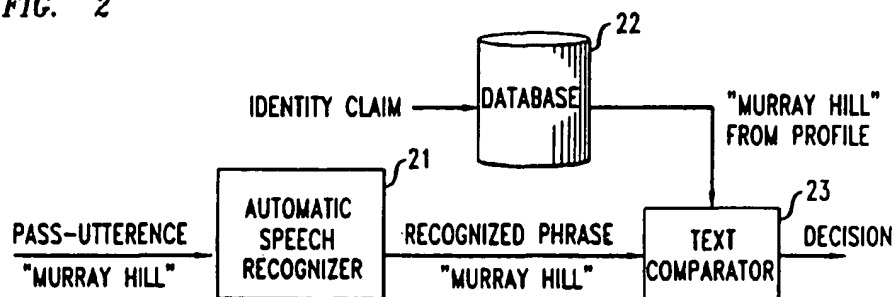 FIG. 2
22
IDENTITY CLAIM
DATABASE
"MURRAY HILL"
FROM PROFILE
21
23
PASS-UTTERENCE
"MURRAY HILL"
AUTOMATIC
SPEECH
RECOGNIZER
RECOGNIZED PHRASE
"MURRAY HILL"
TEXT
COMPARATOR
DECISION